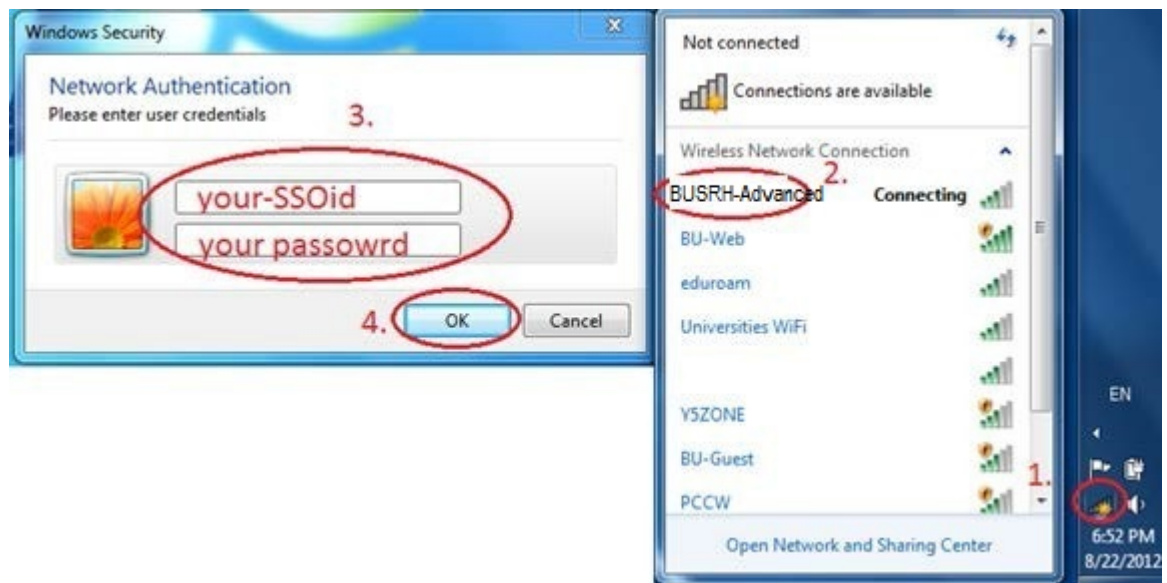 Windows Security
Network Authentication
Please enter user credentials
3.
your-SSOid
your passowrd
4.
OK
Cancel
Not connected
Connections are available
Wireless Network Connection
2.
BUSRH-Advanced Connecting
BU-Web
eduroam
Universities WiFi
Y5ZONE
BU-Guest
PCCW
Open Network and Sharing Center
1.
EN
6:52 PM
8/22/2012